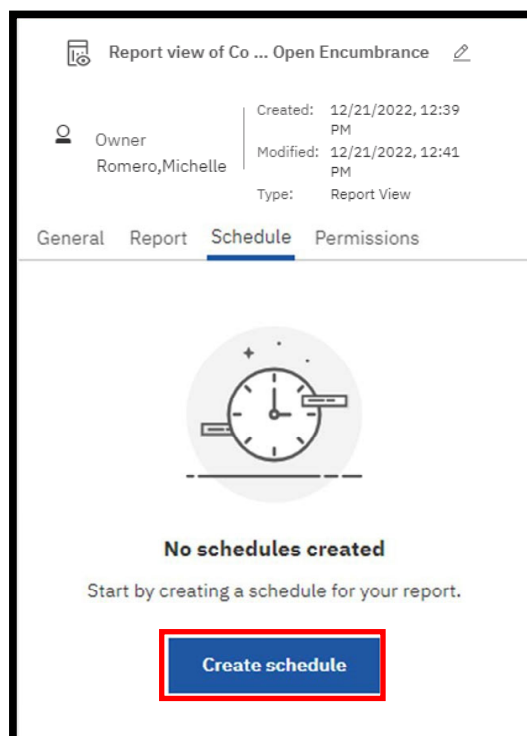 Report view of Co ... Open Encumbrance
Owner
Romero,Michelle
Created: 12/21/2022, 12:39
PM
Modified: 12/21/2022, 12:41
PM
Type: Report View
General Report Schedule Permissions
No schedules created
Start by creating a schedule for your report.
Create schedule